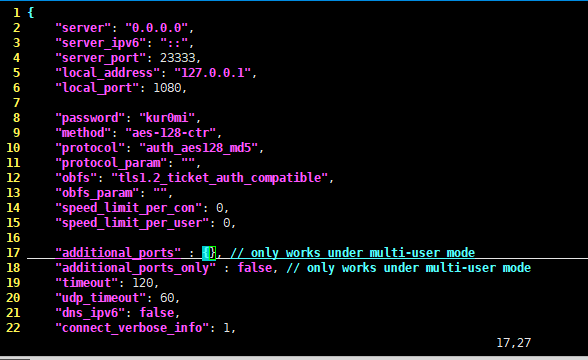 1 {
2 "server": "0.0.0.0",
3 "server_ipv6": "::",
4 "server_port": 23333,
5 "local_address": "127.0.0.1",
6 "local_port": 1080,
7
8 "password": "kur0mi",
9 "method": "aes-128-ctr",
10 "protocol": "auth_aes128_md5",
11 "protocol_param": "",
12 "obfs": "tls1.2_ticket_auth_compatible",
13 "obfs_param": "",
14 "speed_limit_per_con": 0,
15 "speed_limit_per_user": 0,
16
17 "additional_ports" : {}, // only works under multi-user mode
18 "additional_ports_only" : false, // only works under multi-user mode
19 "timeout": 120,
20 "udp_timeout": 60,
21 "dns_ipv6": false,
22 "connect_verbose_info": 1,
17,27